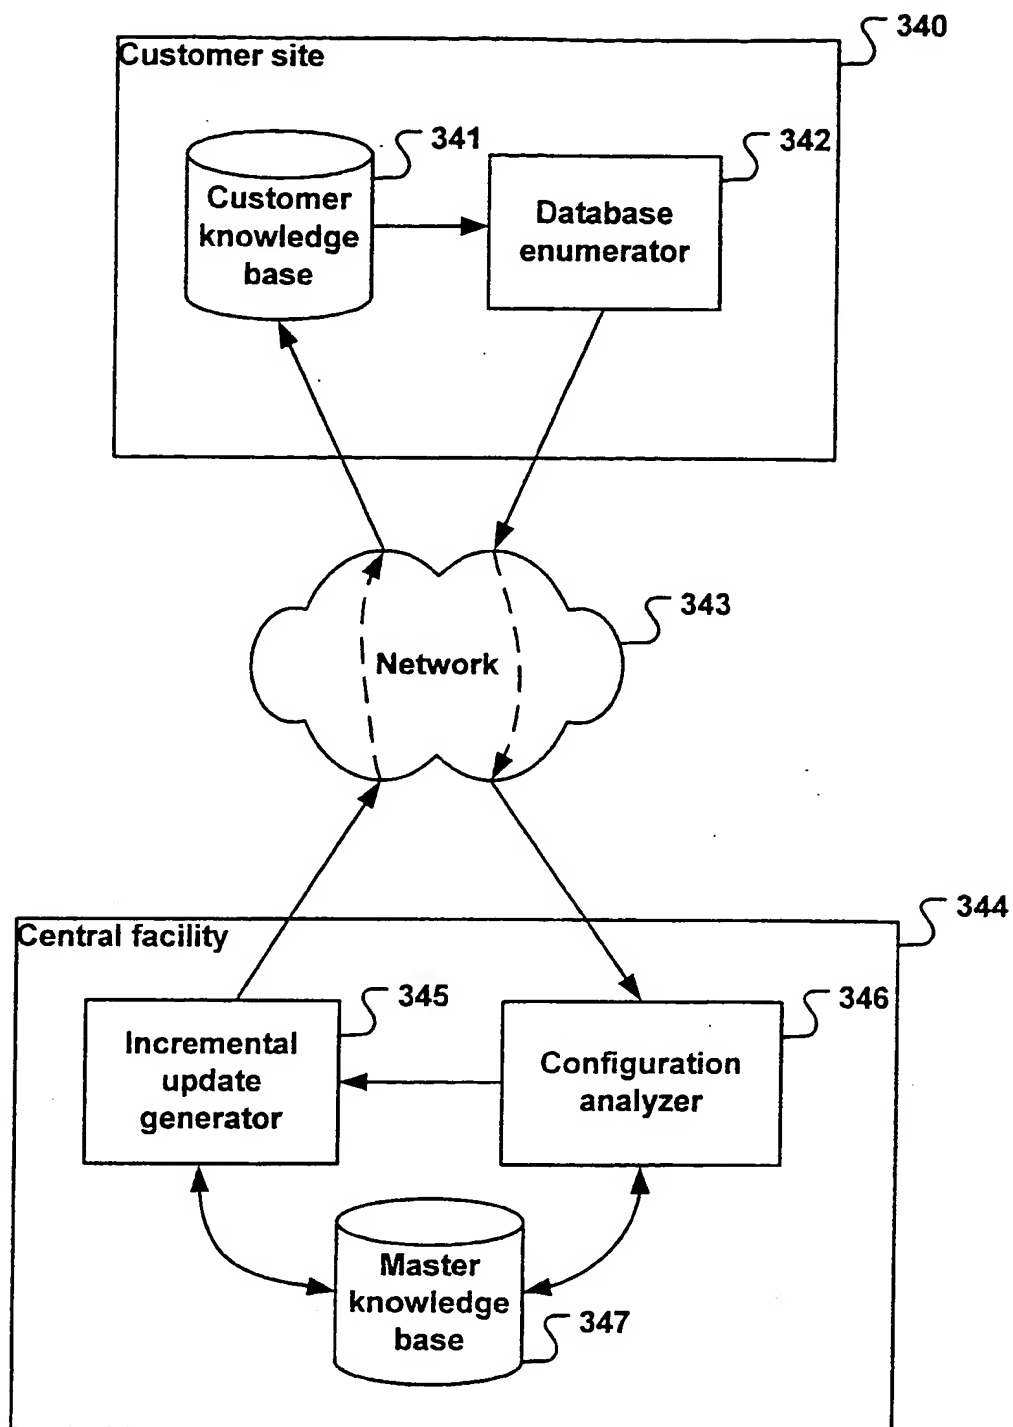 340
Customer site
341
342
Customer
knowledge
base
Database
enumerator
343
Network
344
Central facility
345
346
Incremental
update
generator
Configuration
analyzer
Master
knowledge
base
347